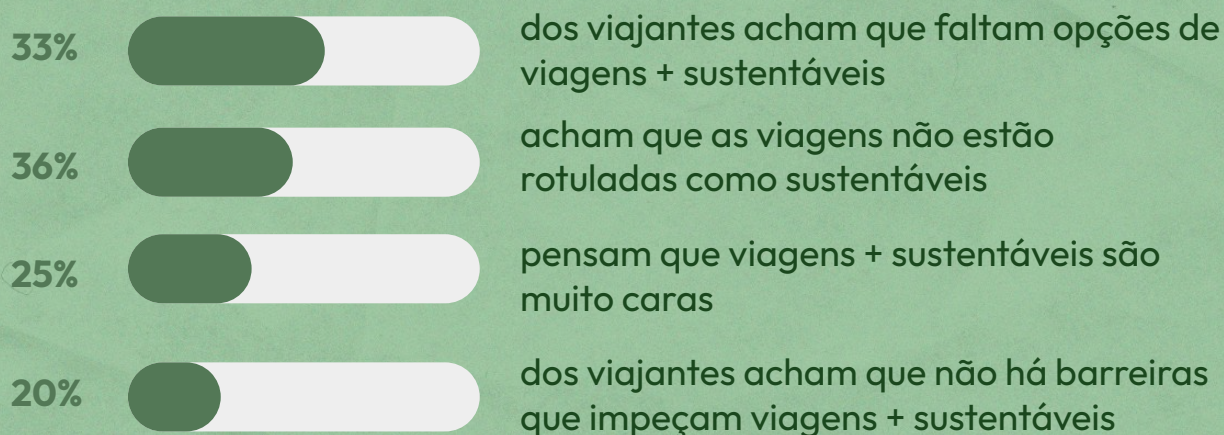 33%
dos viajantes acham que faltam opções de
viagens + sustentáveis
36%
acham que as viagens não estão
rotuladas como sustentáveis
25%
pensam que viagens + sustentáveis são
muito caras
20%
dos viajantes acham que não há barreiras
que impeçam viagens + sustentáveis